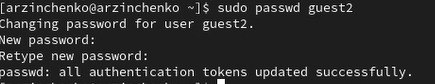 [arzinchenko@arzinchenko ~]$ sudo passwd guest2
Changing password for user guest2.
New password:
Retype new password:
passwd: all authentication tokens updated successfully.